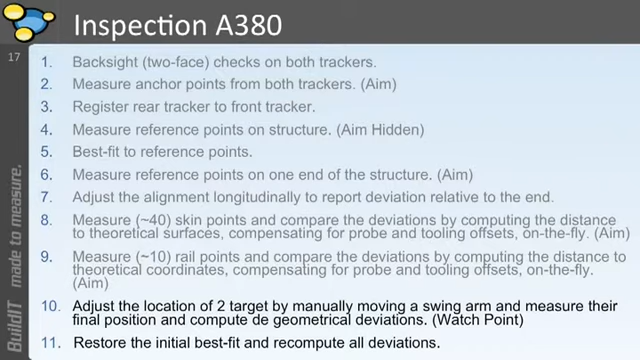 Inspection A380
17
1. Backsight (two-face) checks on both trackers.
2. Measure anchor points from both trackers. (Aim)
3. Register rear tracker to front tracker.
4. Measure reference points on structure. (Aim Hidden)
5. Best-fit to reference points.
6. Measure reference points on one end of the structure. (Aim)
7. Adjust the alignment longitudinally to report deviation relative to the end.
8. Measure (~40) skin points and compare the deviations by computing the distance
to theoretical surfaces, compensating for probe and tooling offsets, on-the-fly. (Aim)
9. Measure (~10) rail points and compare the deviations by computing to
theoretical coordinates, compensating for probe and tooling offsets, on-the-fly.
(Aim)
10. Adjust the location of 2 target by manually moving a swing arm and measure their
final position and compute de geometrical deviations. (Watch Point)
11. Restore the initial best-fit and recompute all deviations.
BuildIT made to measure.